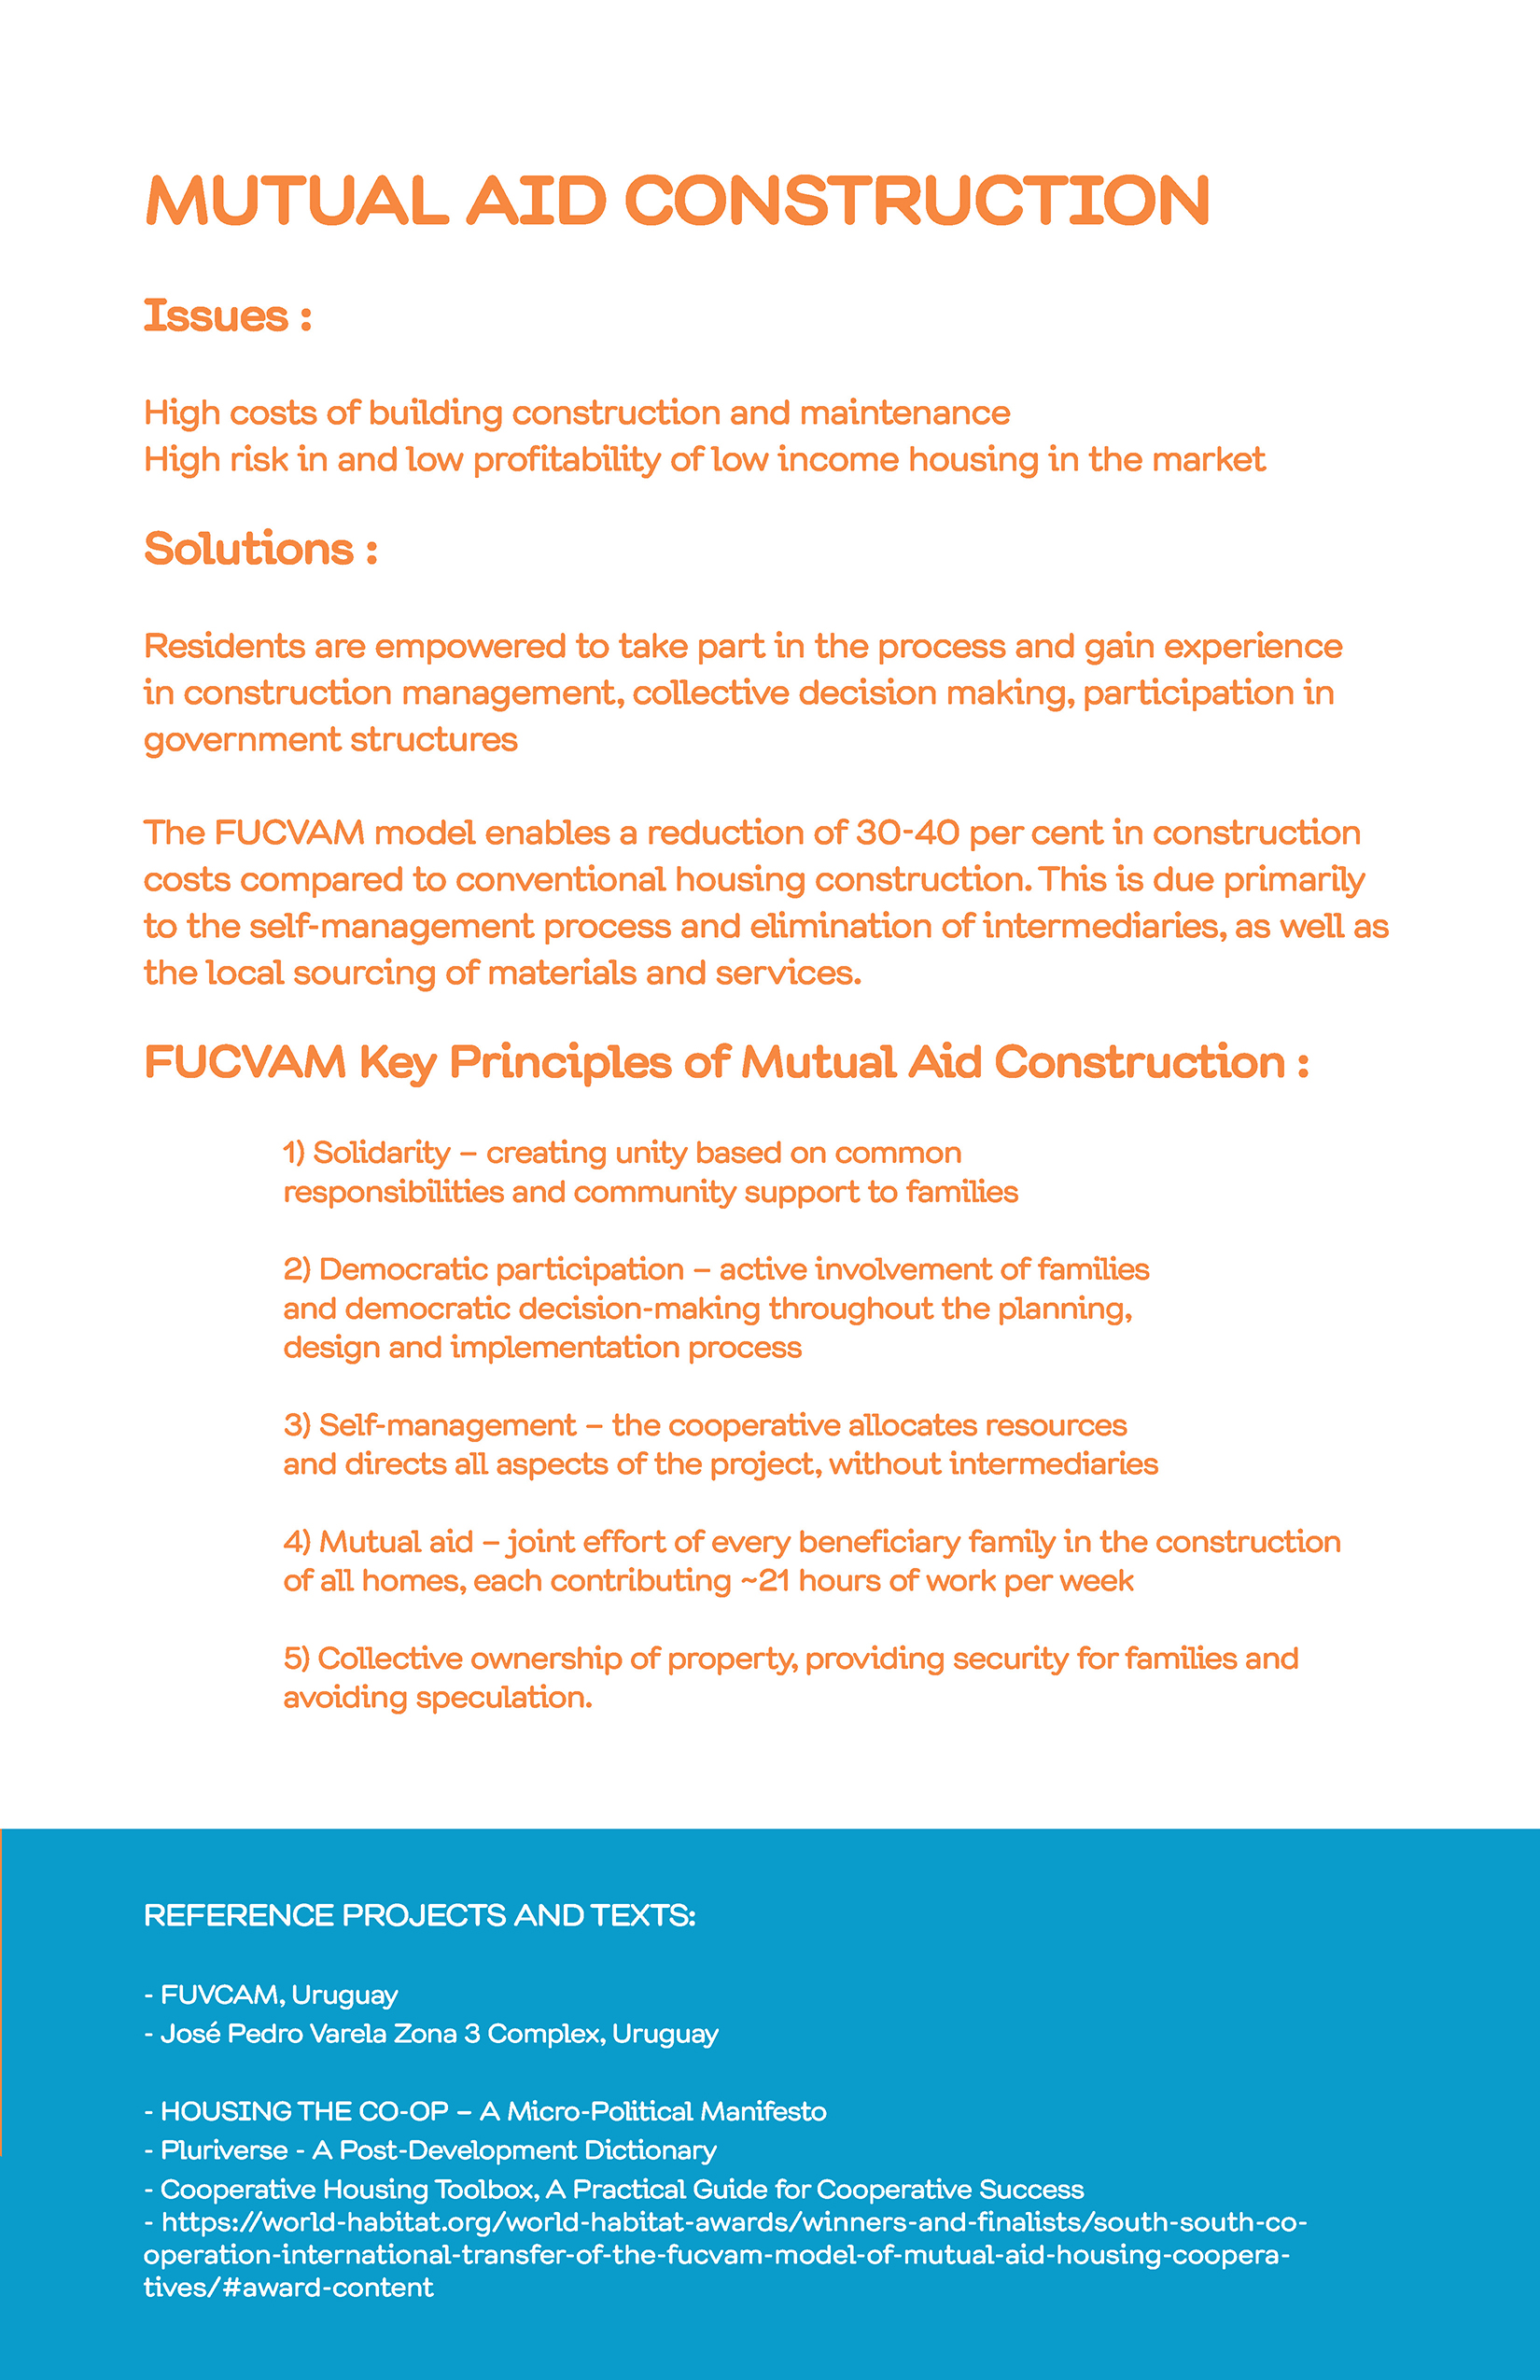 MUTUAL AID CONSTRUCTION
Issues :
High costs of building construction and maintenance
High risk in and low profitability of low income housing in the market
Solutions :
Residents are empowered to take part in the process and gain experience
in construction management, collective decision making, participation in
government structures
The FUCVAM model enables a reduction of 30-40 per cent in construction
costs compared to conventional housing construction. This is due primarily
to the self-management process and elimination of intermediaries, as well as
the local sourcing of materials and services.
FUCVAM Key Principles of Mutual Aid Construction :
1) Solidarity – creating unity based on common
responsibilities and community support to families
2) Democratic participation – active involvement of families
and democratic decision-making throughout the planning,
design and implementation process
3) Self-management – the cooperative allocates resources
and directs all aspects of the project, without intermediaries
4) Mutual aid – joint effort of every beneficiary family in the construction
of all homes, each contributing ~21 hours of work per week
5) Collective ownership of property, providing security for families and
avoiding speculation.
REFERENCE PROJECTS AND TEXTS:
- FUVCAM, Uruguay
- José Pedro Varela Zona 3 Complex, Uruguay
- HOUSING THE CO-OP – A Micro-Political Manifesto
- Pluriverse - A Post-Development Dictionary
- Cooperative Housing Toolbox, A Practical Guide for Cooperative Success
- https://world-habitat.org/world-habitat-awards/winners-and-finalists/south-south-co-
operation-international-transfer-of-the-fucvam-model-of-mutual-aid-housing-coopera-
tives/#award-content